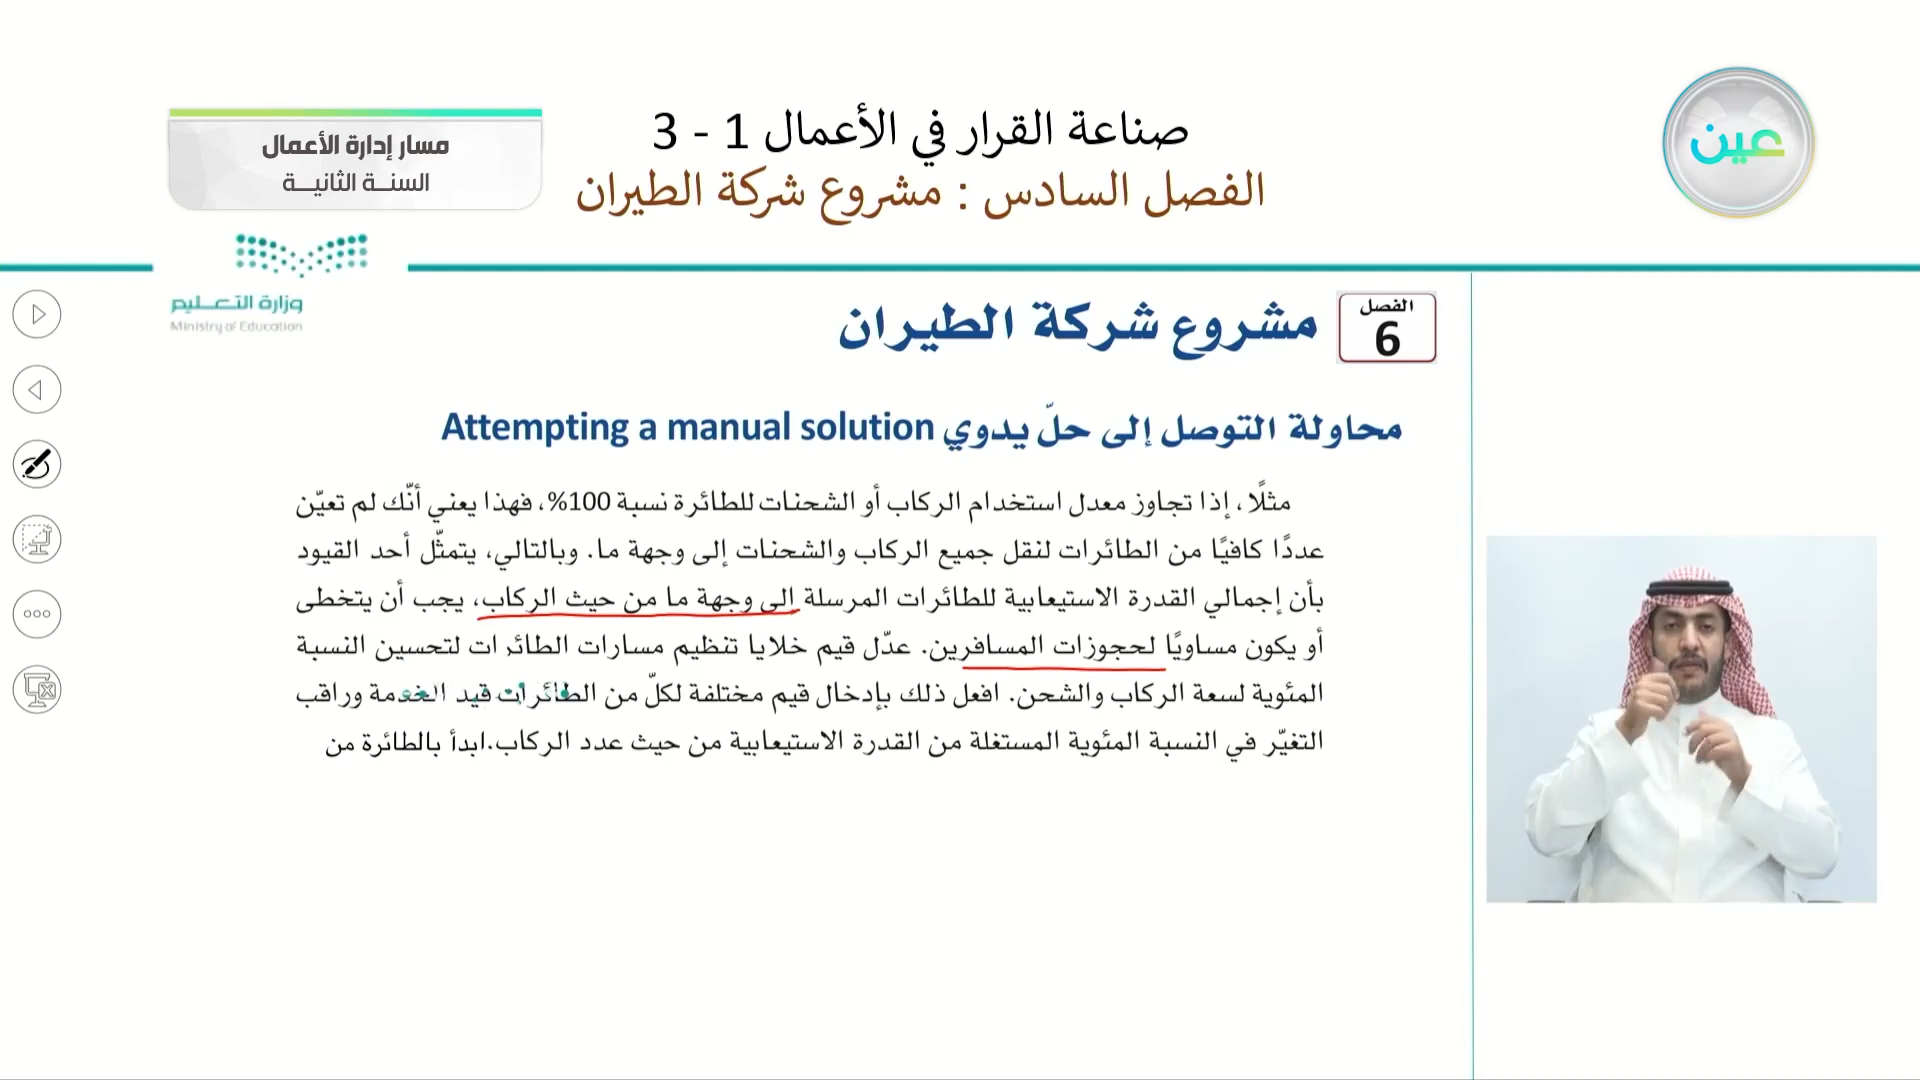 صناعة القرار في الأعمال 1 - 3
الفصل السادس : مشروع شركة الطيران
عين
مسار إدارة الأعمال
السنة الثانية
وزارة التعليم
Ministry of Education
الفصل
6
مشروع شركة الطيران
محاولة التوصل إلى حلّ يدوي Attempting a manual solution
مثلًا، إذا تجاوز معدل استخدام الركاب أو الشحنات للطائرة نسبة 100%، فهذا يعني أنّك لم تعيّن
عددًا كافيًا من الطائرات لنقل جميع الركاب والشحنات إلى وجهة ما. وبالتالي، يتمثّل أحد القيود
بأن إجمالي القدرة الاستيعابية للطائرات المرسلة إلى وجهة ما من حيث الركاب، يجب أن يتخطى
أو يكون مساويًا لحجوزات المسافرين. عدّل قيم خلايا تنظيم مسارات الطائرات لتحسين النسبة
المئوية لسعة الركاب والشحن. افعل ذلك بإدخال قيم مختلفة لكلّ من الطائرات قيد الخدمة وراقب
التغيّر في النسبة المئوية المستغلة من القدرة الاستيعابية من حيث عدد الركاب.ابدأ بالطائرة من